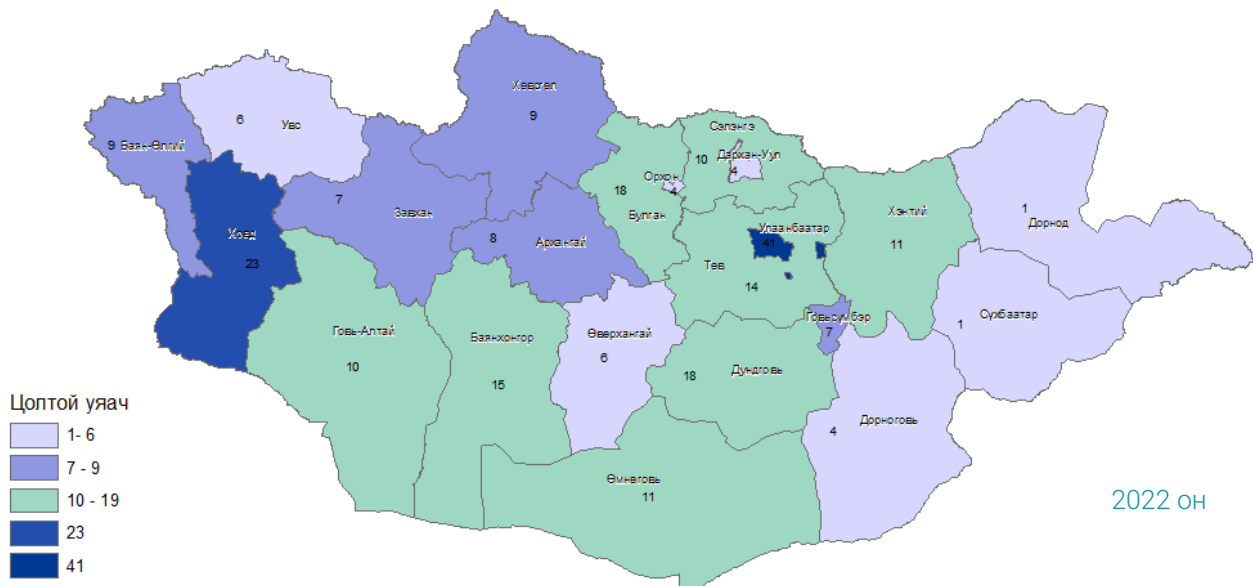 Хөвсгөл
9
Увс
6
9
Баян-Өлгий
Сэлэнгэ
10
Дархан-Уул
4
Орхон
4
18
Булган
7
Завхан
Ховд
23
8
Архангай
Улаанбаатар
41
Хэнтий
11
1
Дорнод
Төв
14
Говьсүмбэр
7
Сүхбаатар
1
Говь-Алтай
10
Баянхонгор
15
Өвөрхангай
6
18
Дундговь
4
Дорноговь
Өмнөговь
11
Цоптой уяач
1- 6
7 - 9
10 - 19
23
41
2022 он